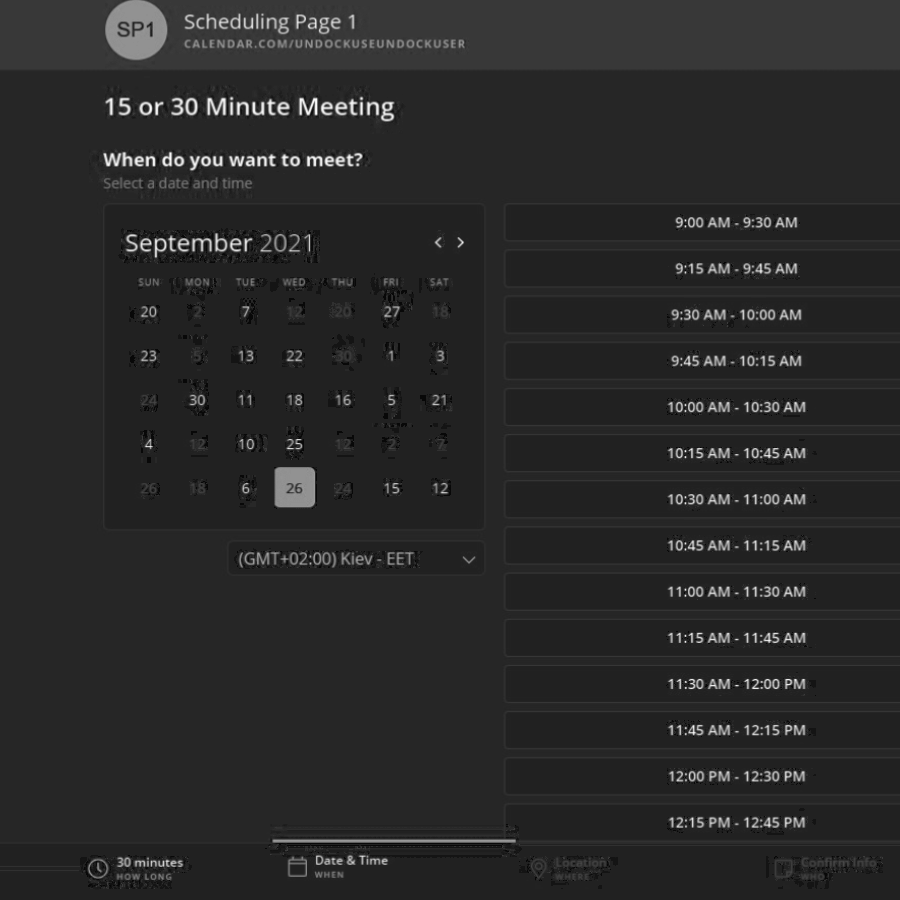 SP1
Scheduling Page 1
CALENDAR.COM/UNDOCKUSEUNDOCKUSER
15 or 30 Minute Meeting
When do you want to meet?
Select a date and time
September 2021
SUN MON TUE WED THU FRI SAT
20 2 7 12 20 27 18
23 5 13 22 30 1 3
24 30 11 18 16 5 21
4 12 10 25 12 2 7
26 18 6 26 24 15 12
(GMT+02:00) Kiev - EET
9:00 AM - 9:30 AM
9:15 AM - 9:45 AM
9:30 AM - 10:00 AM
9:45 AM - 10:15 AM
10:00 AM - 10:30 AM
10:15 AM - 10:45 AM
10:30 AM - 11:00 AM
10:45 AM - 11:15 AM
11:00 AM - 11:30 AM
11:15 AM - 11:45 AM
11:30 AM - 12:00 PM
11:45 AM - 12:15 PM
12:00 PM - 12:30 PM
12:15 PM - 12:45 PM
30 minutes
HOW LONG
Date & Time
WHEN
Location
WHERE
Confirm Info
WHO